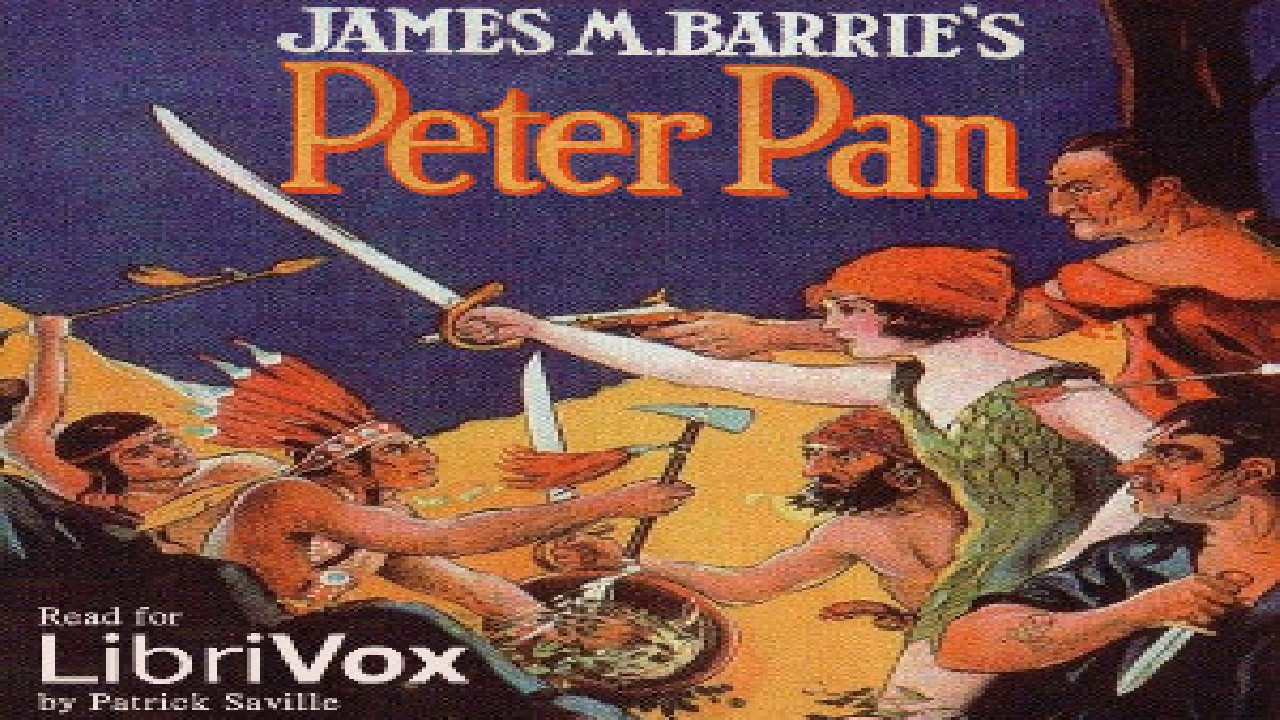 JAMES M. BARRIE'S
Peter Pan
Read for
LibriVox
by Patrick Saville